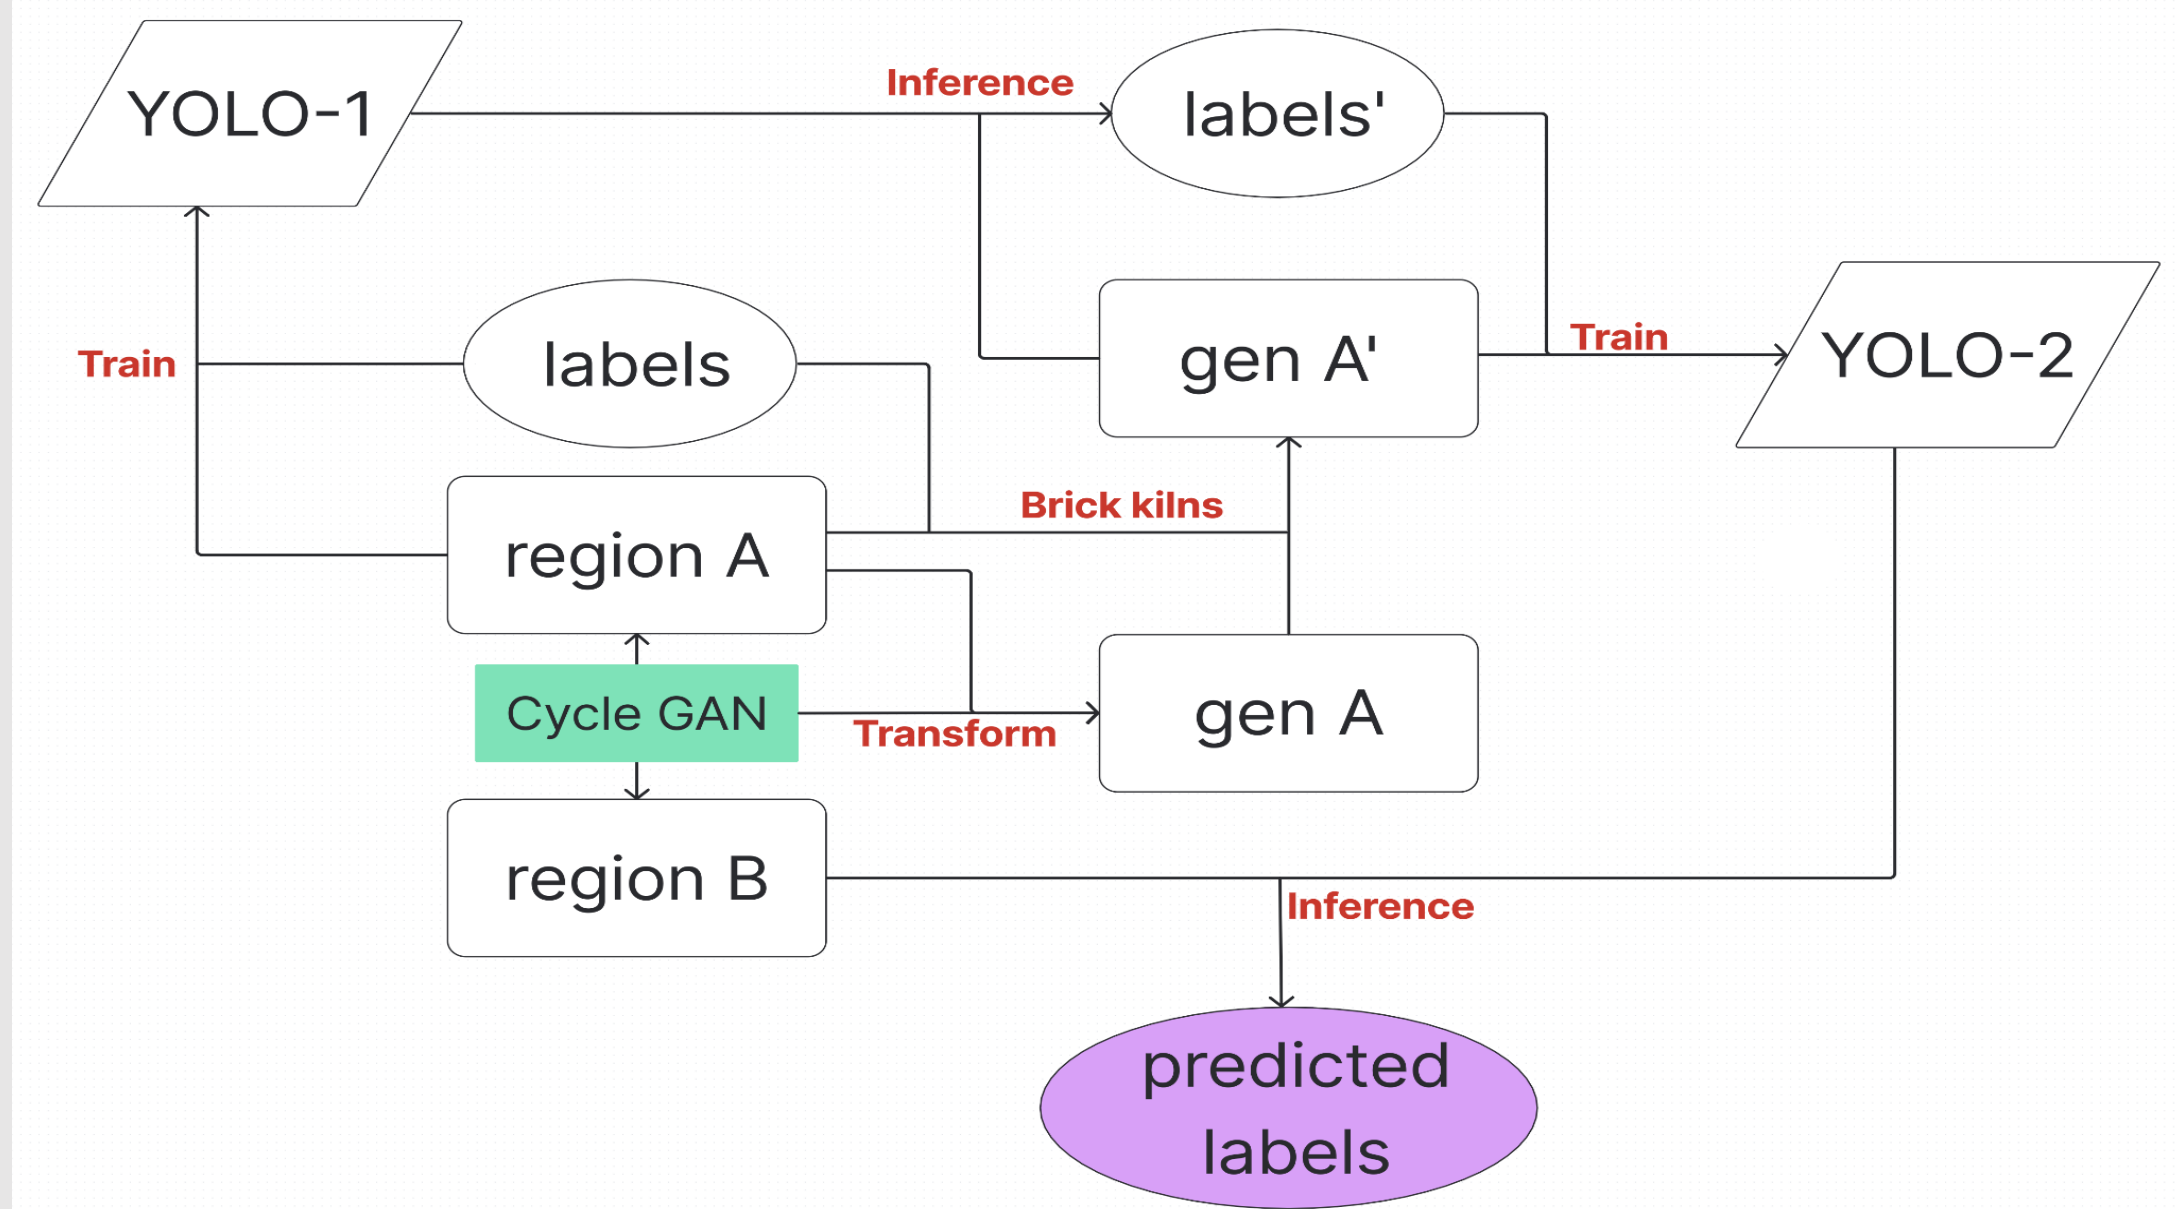 YOLO-1
Inference
labels'
Train
labels
gen A'
Train
YOLO-2
region A
Brick kilns
Cycle GAN
Transform
gen A
region B
Inference
predicted
labels